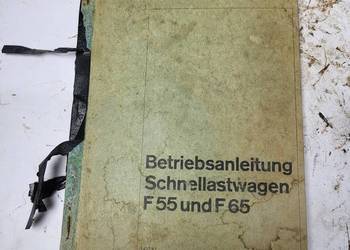 Betriebsanleitung
Schnellastwagen
F 55 und F 65